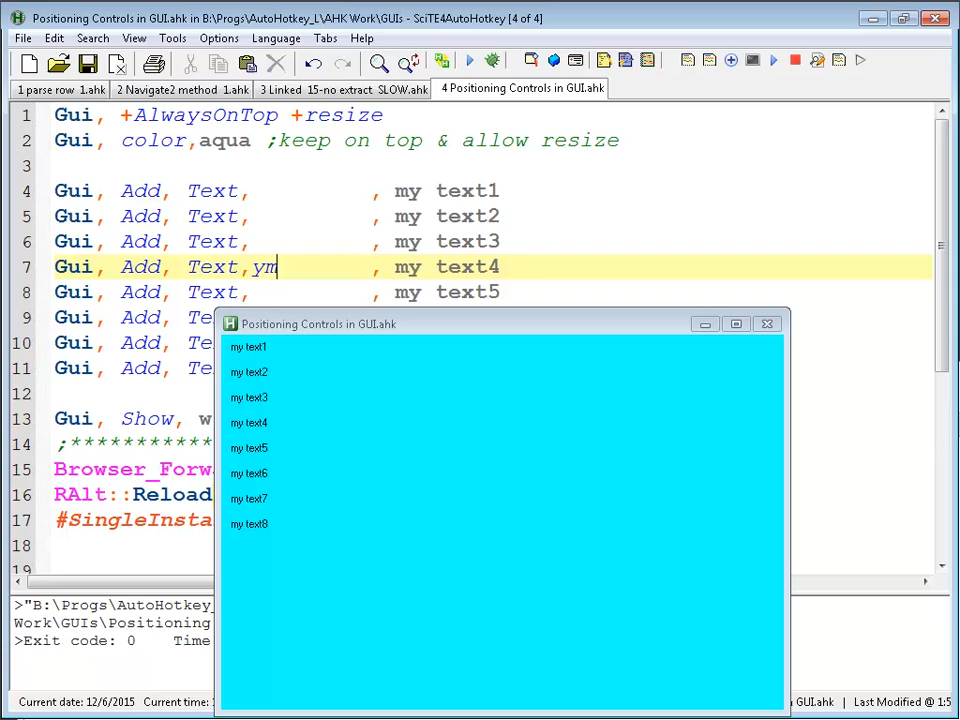 Positioning Controls in GUI.ahk in B:\Progs\AutoHotkey_L\AHK Work\GUIs - SciTE4AutoHotkey [4 of 4]
File Edit Search View Tools Options Language Tabs Help
1 parse row 1.ahk 2 Navigate2 method 1.ahk 3 Linked 15-no extract SLOW.ahk 4 Positioning Controls in GUI.ahk
1 Gui, +AlwaysOnTop +resize
2 Gui, color,aqua ;keep on top & allow resize
3
4 Gui, Add, Text, , my text1
5 Gui, Add, Text, , my text2
6 Gui, Add, Text, , my text3
7 Gui, Add, Text,ym , my text4
8 Gui, Add, Text, , my text5
9 Gui, Add, Te
10 Gui, Add, Te
11 Gui, Add, Te
12
13 Gui, Show, w
14 ;***********
15 Browser_Forw
16 RAlt::Reload
17 #SingleInsta
18
19
Positioning Controls in GUI.ahk
my text1
my text2
my text3
my text4
my text5
my text6
my text7
my text8
>"B:\Progs\AutoHotkey_
Work\GUIs\Positioning
>Exit code: 0 Time
Current date: 12/6/2015 Current time: GUI.ahk Last Modified @ 1:5